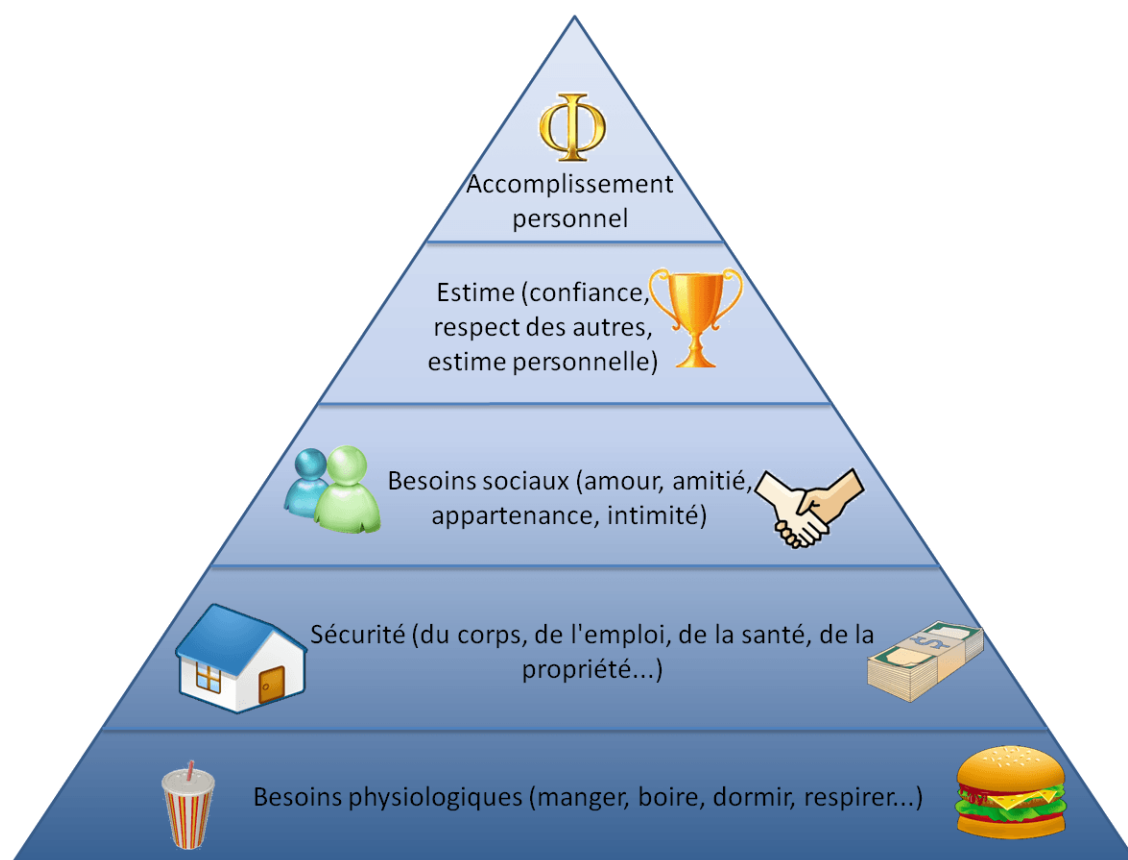 Φ
Accomplissement
personnel
Estime (confiance,
respect des autres,
estime personnelle)
Besoins sociaux (amour, amitié,
appartenance, intimité)
Sécurité (du corps, de l'emploi, de la santé, de la
propriété...)
$
Besoins physiologiques (manger, boire, dormir, respirer...)